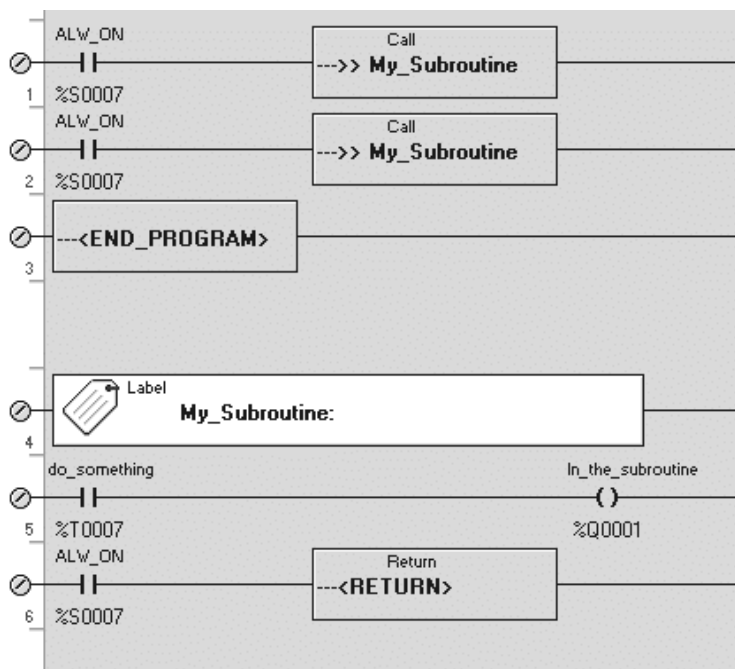 ALW_ON
Call
--->> My_Subroutine
1 %S0007
ALW_ON
Call
--->> My_Subroutine
2 %S0007
---<END_PROGRAM>
3
Label
My_Subroutine:
4
do_something In_the_subroutine
5 %T0007 %Q0001
ALW_ON
Return
---<RETURN>
6 %S0007